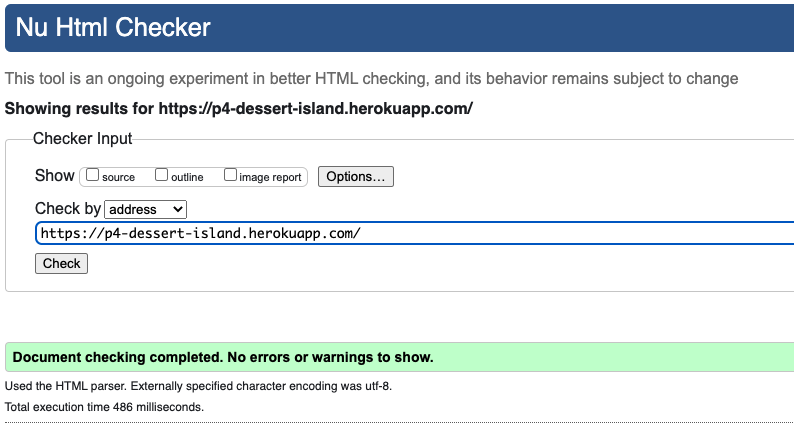 Nu Html Checker
This tool is an ongoing experiment in better HTML checking, and its behavior remains subject to change
Showing results for https://p4-dessert-island.herokuapp.com/
Checker Input
Show source outline image report Options...
Check by address
https://p4-dessert-island.herokuapp.com/
Check
Document checking completed. No errors or warnings to show.
Used the HTML parser. Externally specified character encoding was utf-8.
Total execution time 486 milliseconds.